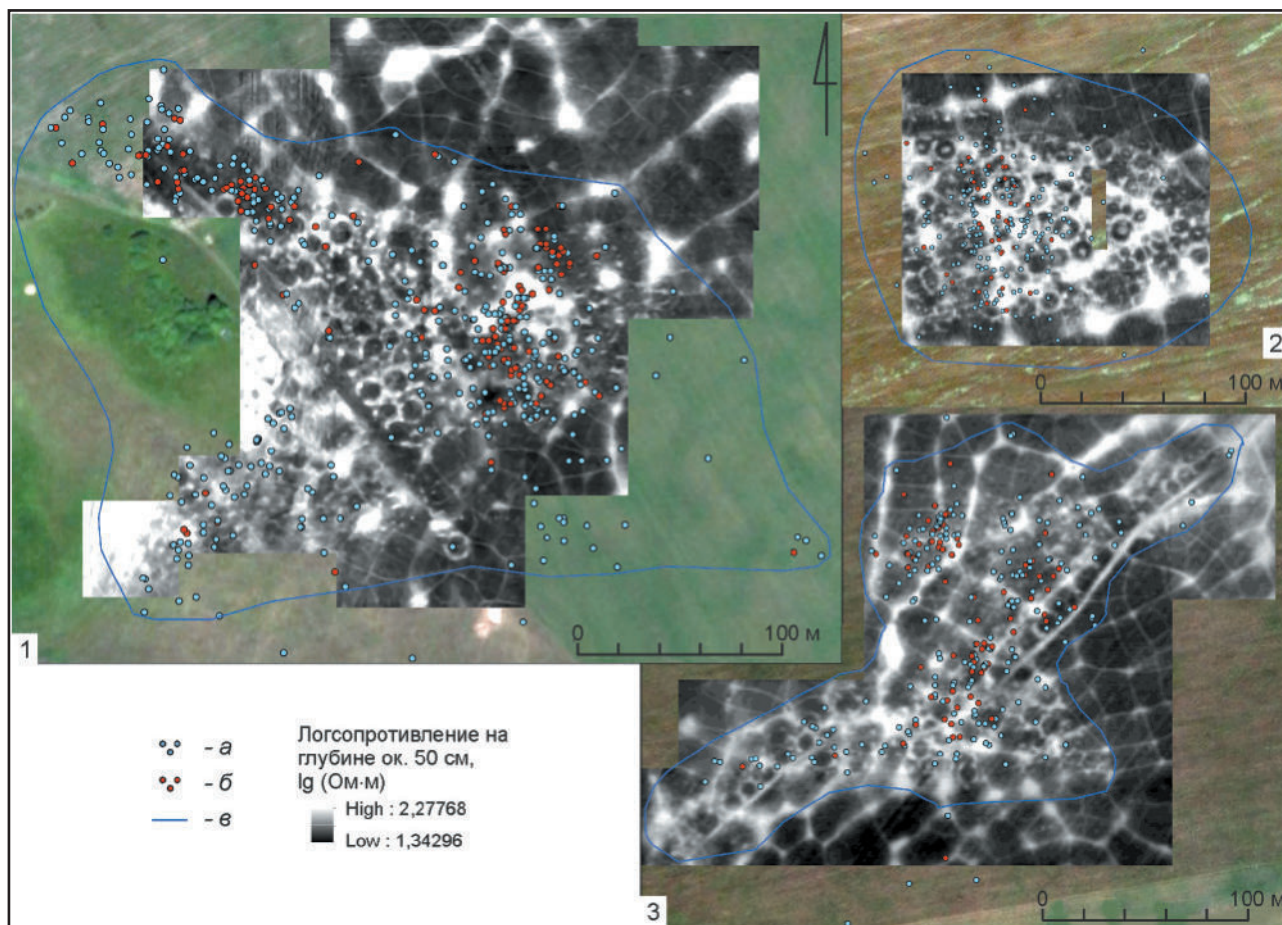 1
0 100 м
2
0 100 м
3
0 100 м
- а
- б
- в
Логсопротивление на
глубине ок. 50 см,
lg (Ом·м)
High : 2,27768
Low : 1,34296